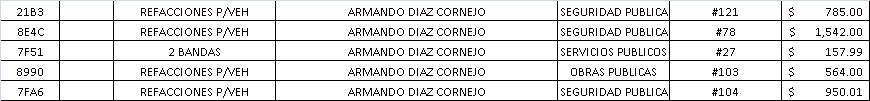 21B3 REFACCIONES P/VEH ARMANDO DIAZ CORNEJO SEGURIDAD PUBLICA #121 $ 785.00
8E4C REFACCIONES P/VEH ARMANDO DIAZ CORNEJO SEGURIDAD PUBLICA #78 $ 1,542.00
7F51 2 BANDAS ARMANDO DIAZ CORNEJO SERVICIOS PUBLICOS #27 $ 157.99
8990 REFACCIONES P/VEH ARMANDO DIAZ CORNEJO OBRAS PUBLICAS #103 $ 564.00
7FA6 REFACCIONES P/VEH ARMANDO DIAZ CORNEJO SEGURIDAD PUBLICA #104 $ 950.01